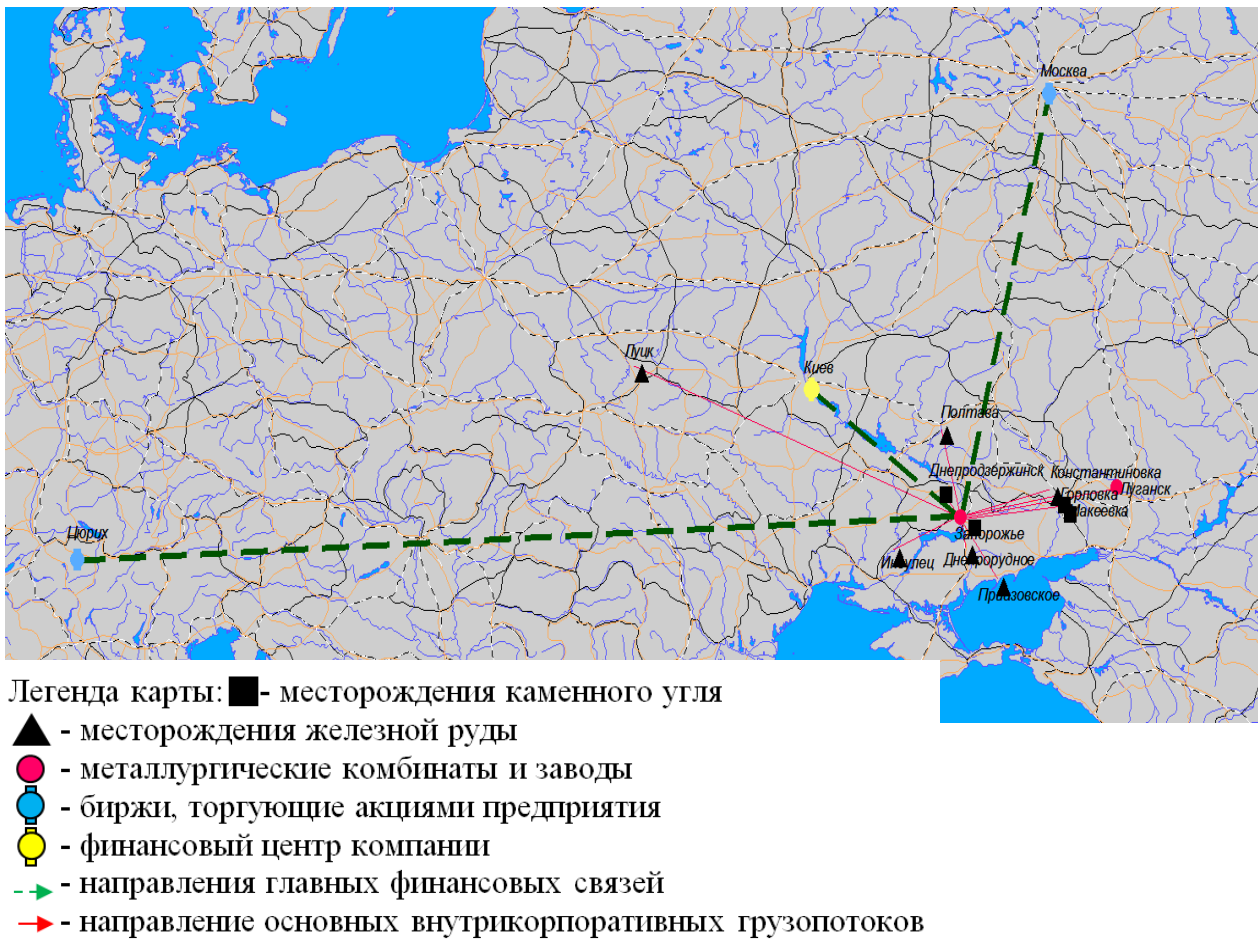 Москва
Луцк
Киев
Полтава
Днепродзержинск
Константиновка
Луганск
Горловка
Макеевка
Запорожье
Цюрих
Ингулец
Днепрорудное
Приазовское
Легенда карты: - месторождения каменного угля
- месторождения железной руды
- металлургические комбинаты и заводы
- биржи, торгующие акциями предприятия
- финансовый центр компании
- направления главных финансовых связей
- направление основных внутрикорпоративных грузопотоков